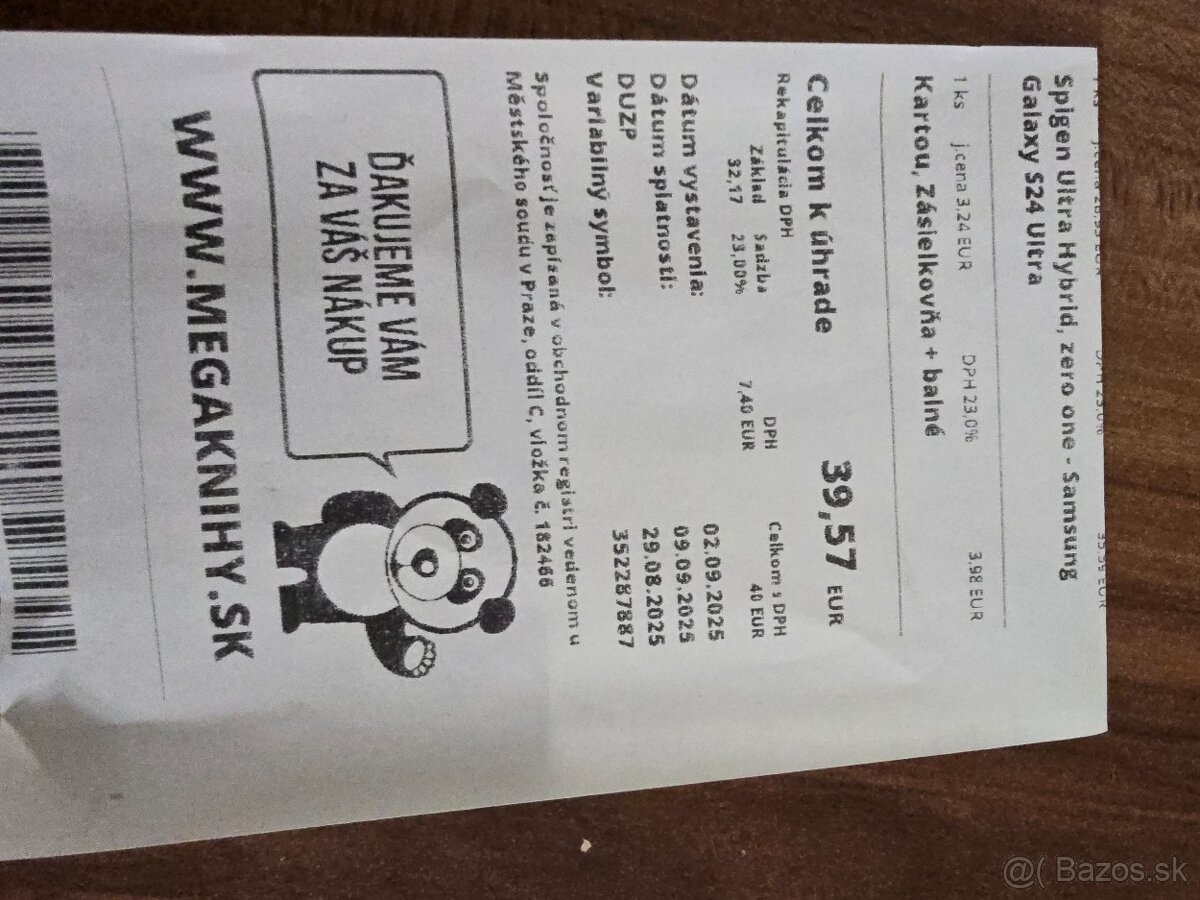 Spigen Ultra Hybrid, zero one - Samsung
Galaxy S24 Ultra
1 ks j.cena 3,24 EUR DPH 23,0% 3,98 EUR
Kartou, Zásielkovňa + balné
Celkom k úhrade 39,57 EUR
Rekapitulácia DPH
Základ Sadzba DPH Celkom s DPH
32,17 23,00% 7,40 EUR 40 EUR
Dátum vystavenia: 02.09.2025
Dátum splatnosti: 09.09.2025
DUZP 29.08.2025
Variabilný symbol: 352287887
Spoločnosť je zapísaná v obchodnom registri vedenom u
Městského soudu v Praze, oddíl C, vložka č. 182466
ĎAKUJEME VÁM
ZA VÁŠ NÁKUP
WWW.MEGAKNIHY.SK
@( Bazos.sk